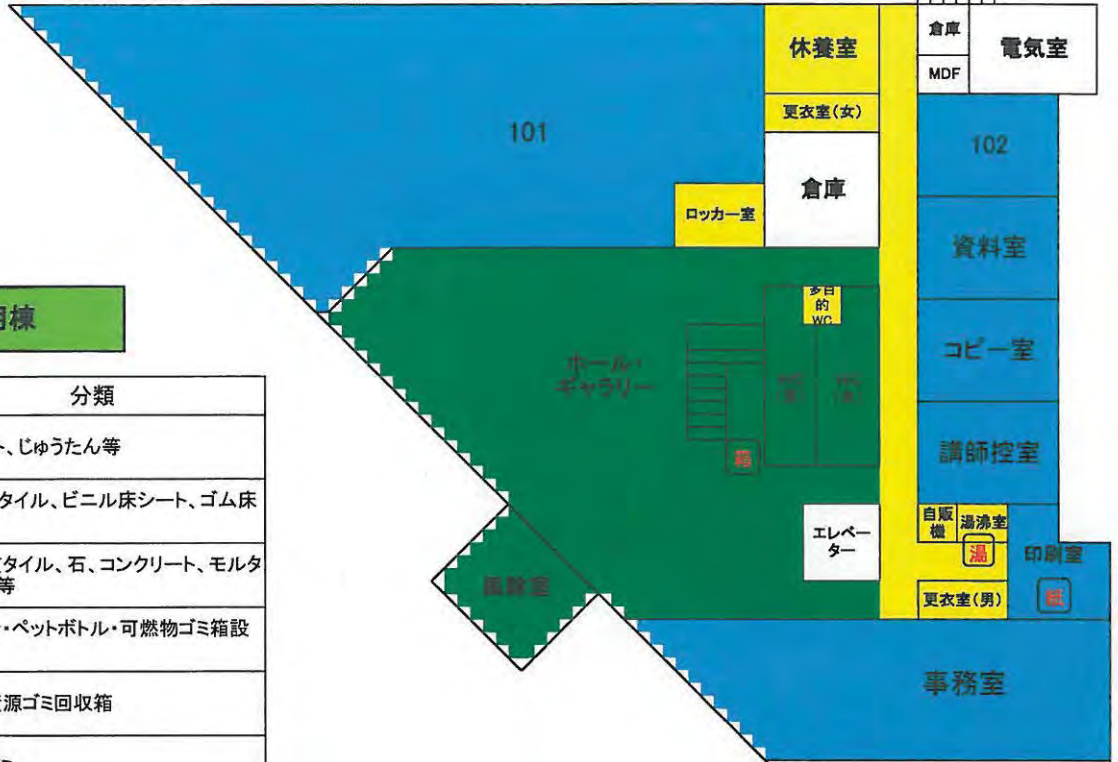 倉庫
電気室
休養室
MDF
更衣室(女)
101
102
倉庫
ロッカー室
資料室
多目
的
WC
用棟
コピー室
ホール・
ギャラリー
分類
講師控室
箱
ト、じゅうたん等
タイル、ビニル床シート、ゴム床
自販
機
湯沸室
エレベー
ター
湯
印刷室
タイル、石、コンクリート、モルタ
等
風除室
更衣室(男)
紙
・ペットボトル・可燃物ゴミ箱設
事務室
資源ゴミ回収箱